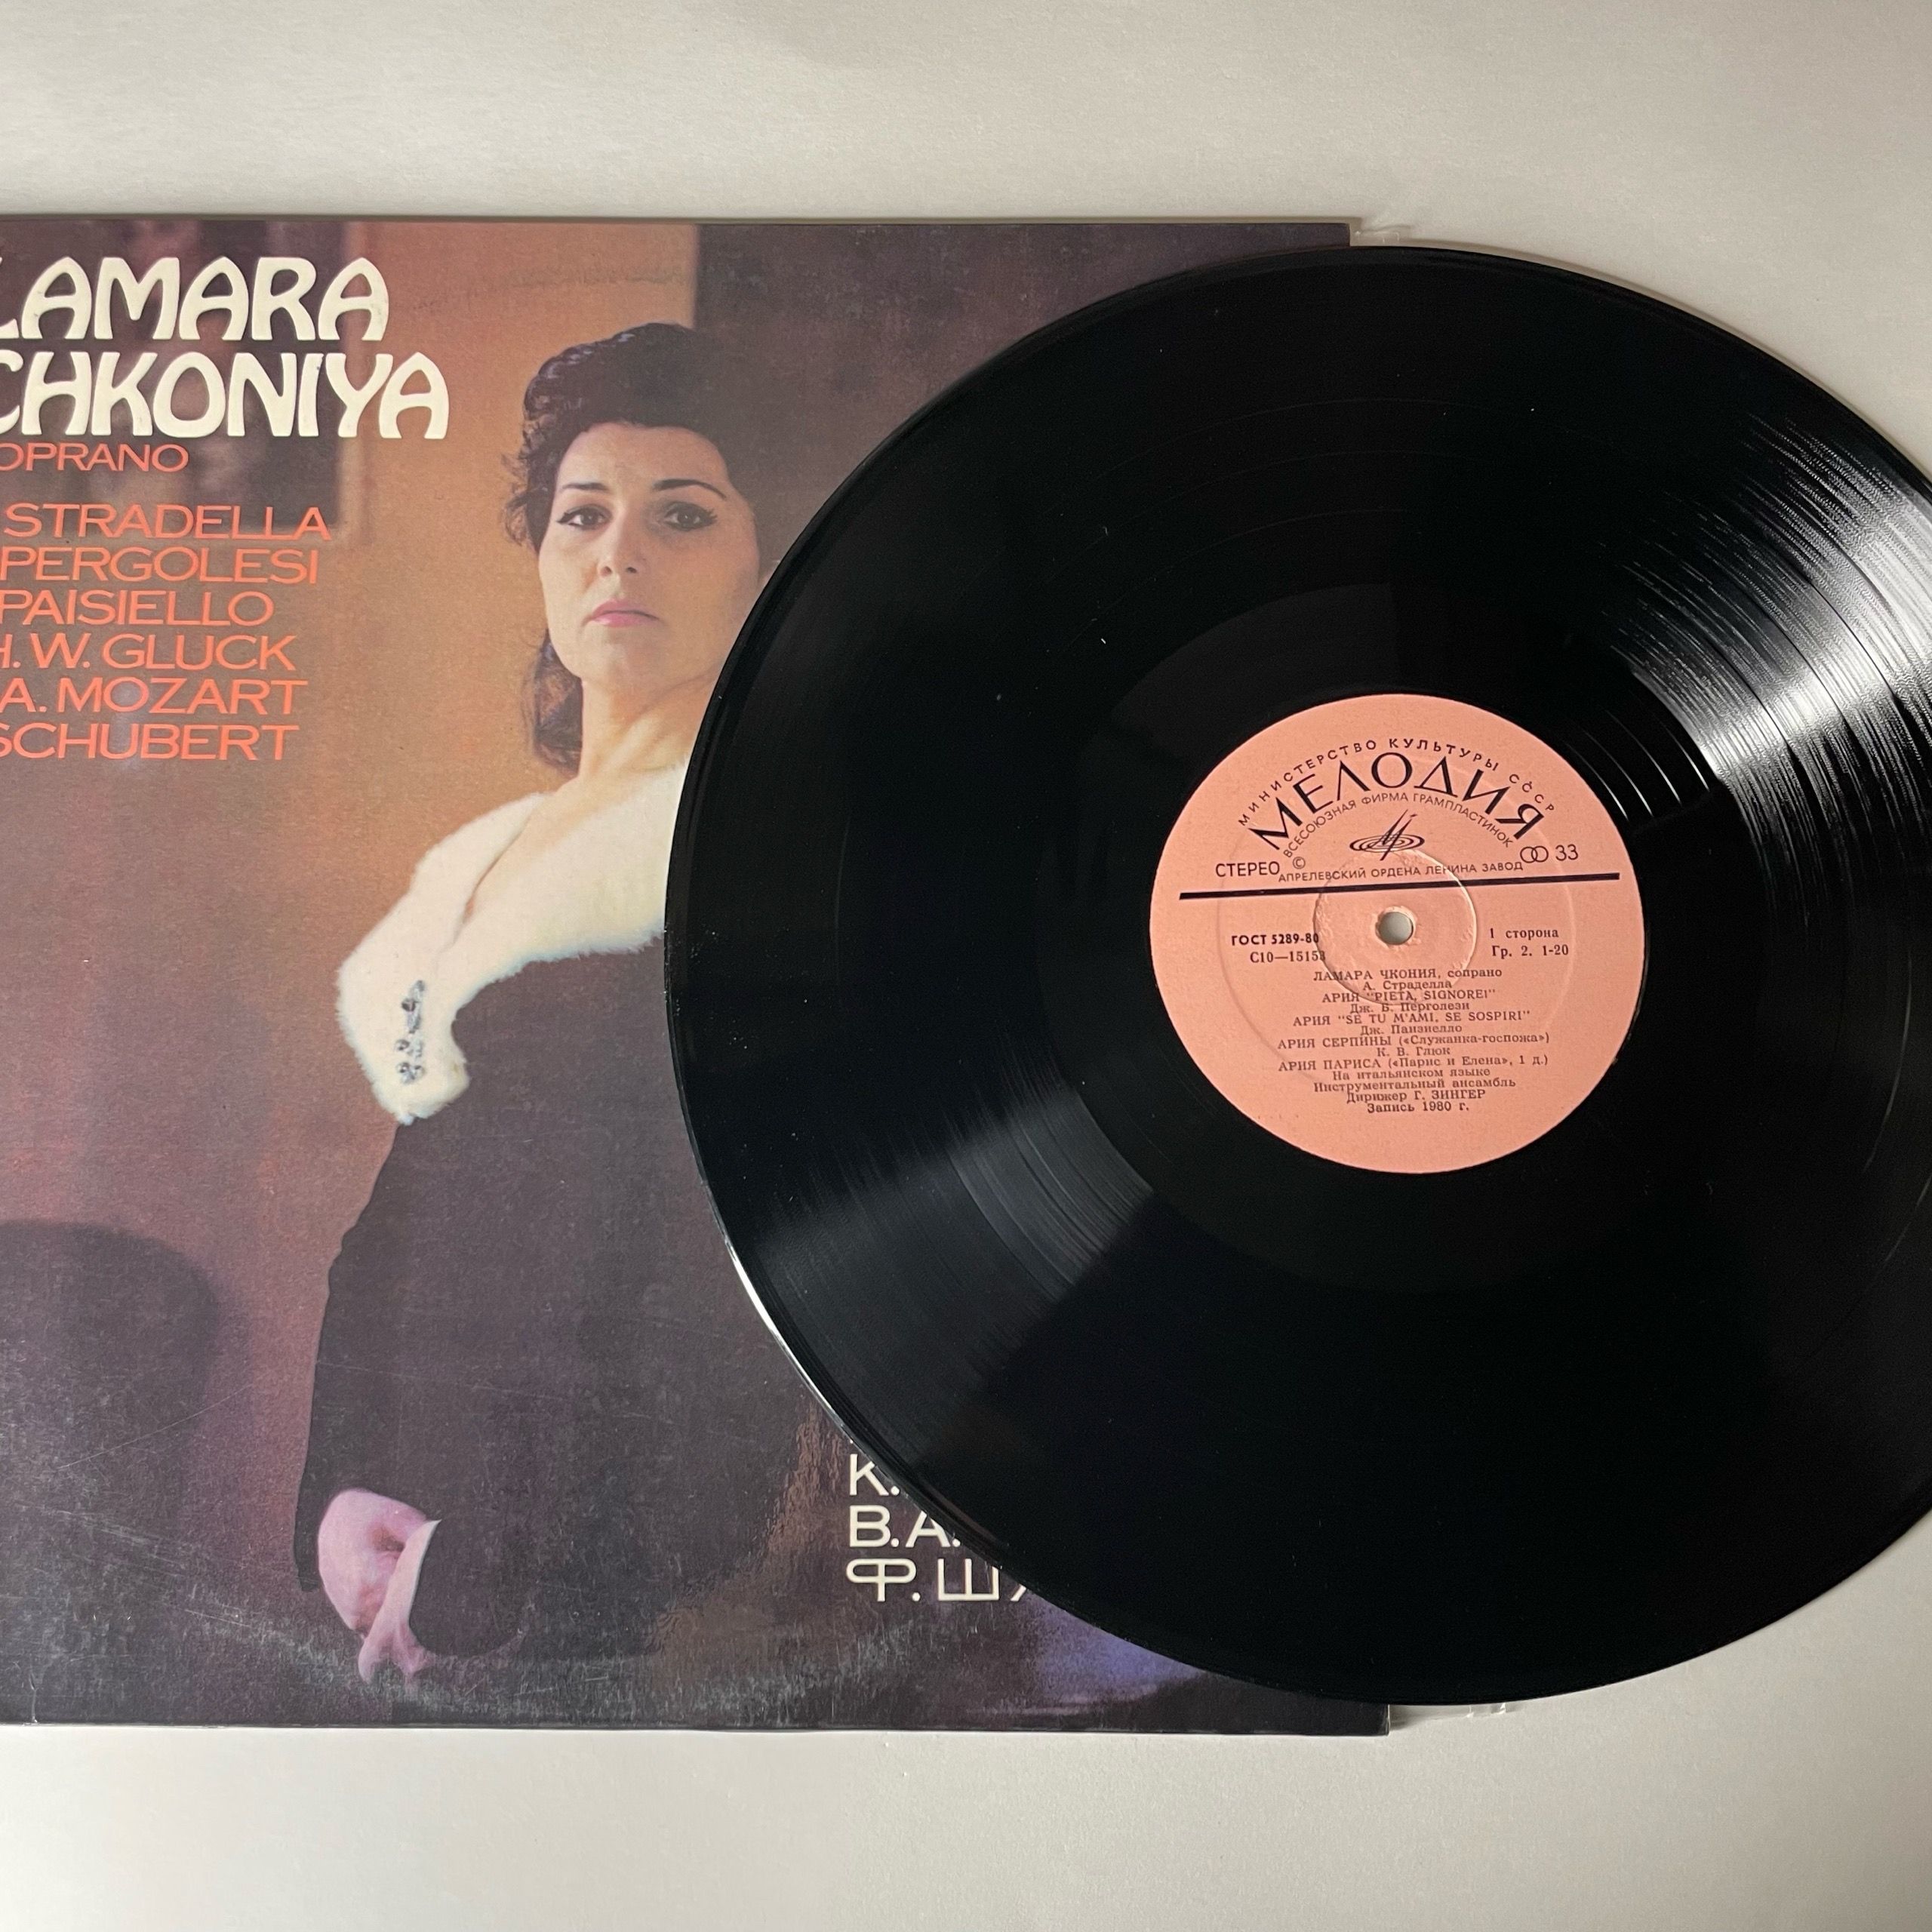 LAMARA
CHKONIYA
OPRANO
STRADELLA
PERGOLESI
PAISIELLO
H. W. GLUCK
A. MOZART
SCHUBERT
К.
В. А.
Ф. ШУ
МИНИСТЕРСТВО КУЛЬТУРЫ СССР
МЕЛОДИЯ
ВСЕСОЮЗНАЯ ФИРМА ГРАМПЛАСТИНОК
СТЕРЕО © 33
АПРЕЛЕВСКИЙ ОРДЕНА ЛЕНИНА ЗАВОД
ГОСТ 5289-80 1 сторона
С10—15153 Гр. 2. 1-20
ЛАМАРА ЧКОНИЯ, сопрано
А. Страделла
АРИЯ "PIETA, SIGNORE!"
Дж. Б. Перголези
АРИЯ "SE TU M'AMI, SE SOSPIRI"
Дж. Паизиелло
АРИЯ СЕРПИНЫ («Служанка-госпожа»)
К. В. Глюк
АРИЯ ПАРИСА («Парис и Елена», 1 д.)
На итальянском языке
Инструментальный ансамбль
Дирижер Г. ЗИНГЕР
Запись 1980 г.